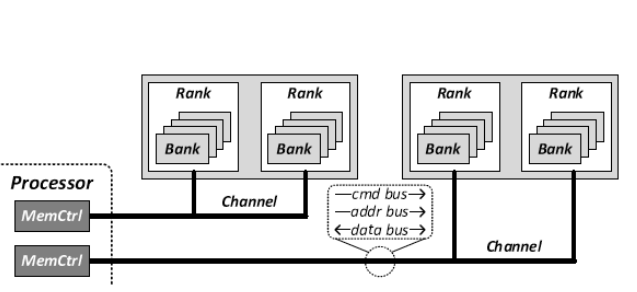 Rank
Rank
Rank
Rank
Bank
Bank
Bank
Bank
Processor
Channel
—cmd bus→
—addr bus→
←data bus→
MemCtrl
Channel
MemCtrl